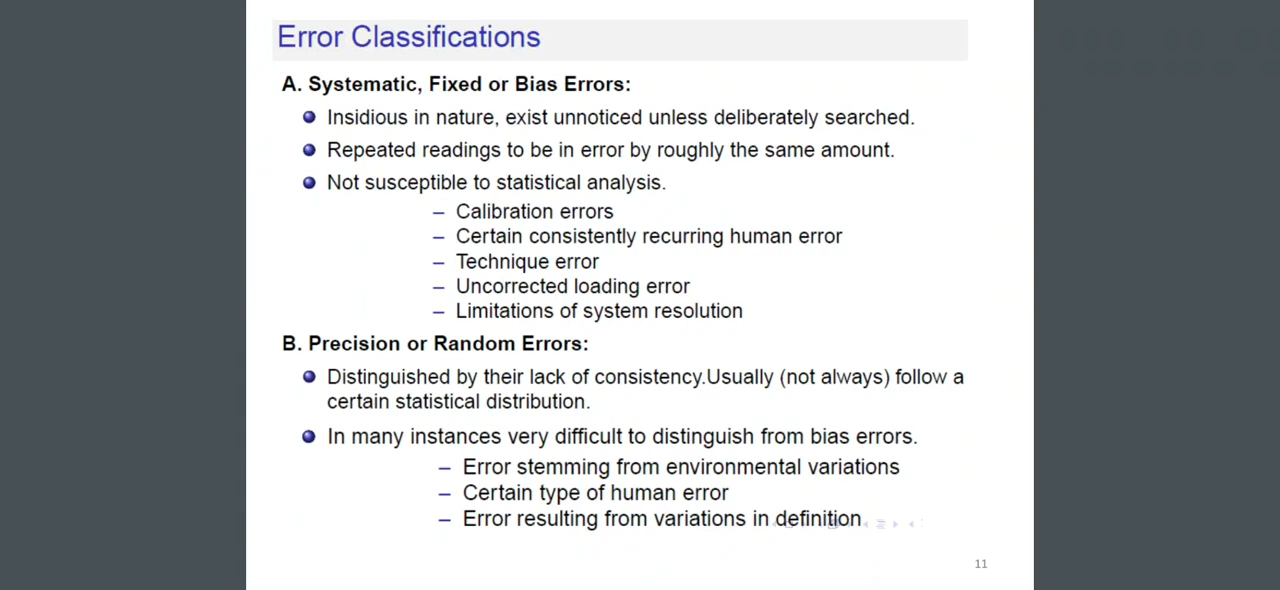 Error Classifications
A. Systematic, Fixed or Bias Errors:
Insidious in nature, exist unnoticed unless deliberately searched.
Repeated readings to be in error by roughly the same amount.
Not susceptible to statistical analysis.
– Calibration errors
– Certain consistently recurring human error
– Technique error
– Uncorrected loading error
– Limitations of system resolution
B. Precision or Random Errors:
Distinguished by their lack of consistency.Usually (not always) follow a
certain statistical distribution.
In many instances very difficult to distinguish from bias errors.
– Error stemming from environmental variations
– Certain type of human error
– Error resulting from variations in definition
11